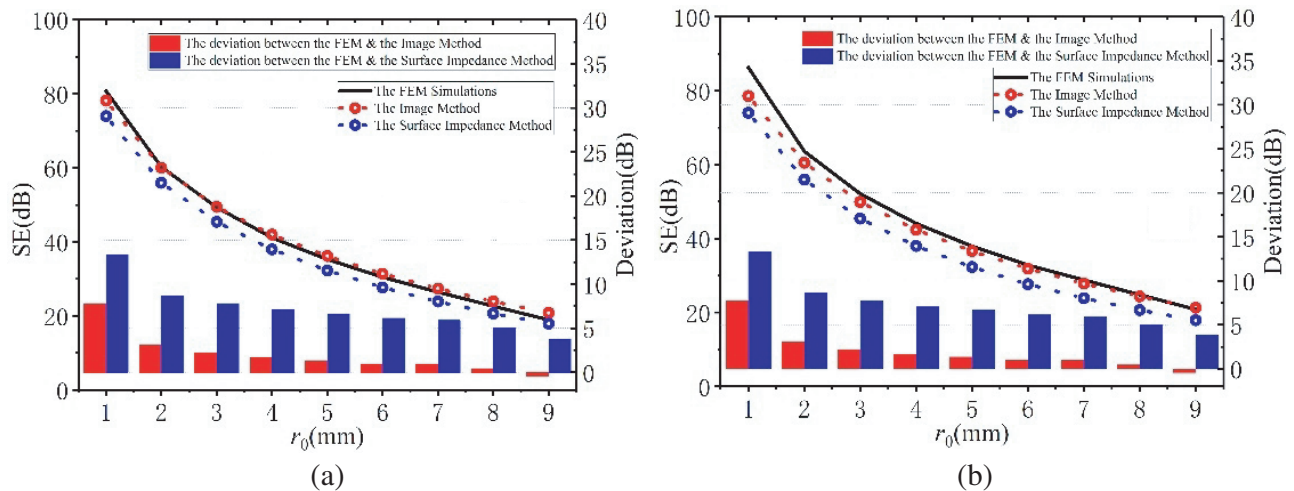 The deviation between the FEM & the Image Method
The deviation between the FEM & the Surface Impedance Method
The FEM Simulations
The Image Method
The Surface Impedance Method
SE(dB)
100
80
60
40
20
0
Deviation(dB)
40
35
30
25
20
15
10
5
0
1 2 3 4 5 6 7 8 9
r0(mm)
(a)
The deviation between the FEM & the Image Method
The deviation between the FEM & the Surface Impedance Method
The FEM Simulations
The Image Method
The Surface Impedance Method
SE(dB)
100
80
60
40
20
0
Deviation(dB)
40
35
30
25
20
15
10
5
0
1 2 3 4 5 6 7 8 9
r0(mm)
(b)